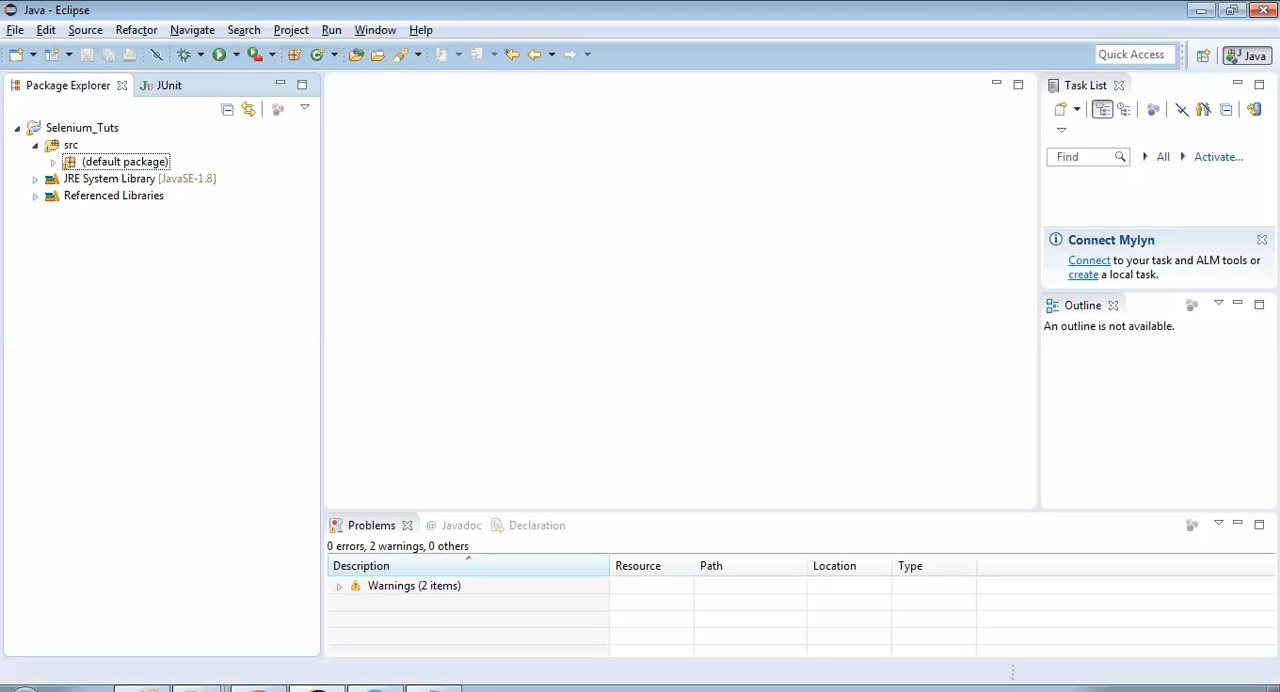 Java - Eclipse
File Edit Source Refactor Navigate Search Project Run Window Help
Quick Access
Java
Package Explorer
Ju JUnit
Selenium_Tuts
src
(default package)
JRE System Library [JavaSE-1.8]
Referenced Libraries
Task List
Find
All
Activate...
Connect Mylyn
Connect to your task and ALM tools or
create a local task.
Outline
An outline is not available.
Problems
@ Javadoc
Declaration
0 errors, 2 warnings, 0 others
Description Resource Path Location Type
Warnings (2 items)